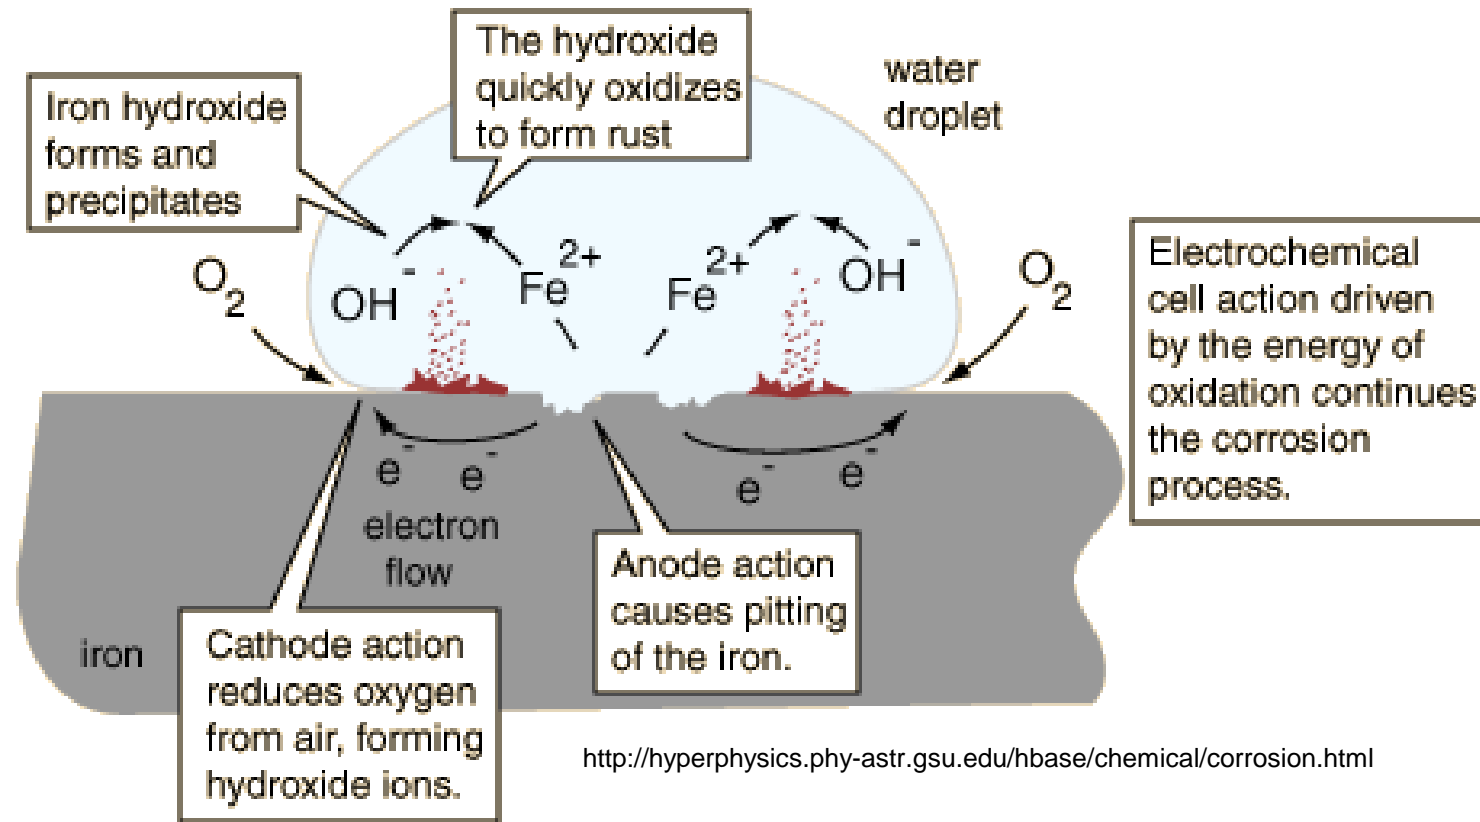 The hydroxide
quickly oxidizes
to form rust
water
droplet
Iron hydroxide
forms and
precipitates
O2
OH-
Fe2+
Fe2+
OH-
O2
Electrochemical
cell action driven
by the energy of
oxidation continues
the corrosion
process.
e- e-
e- e-
electron
flow
Anode action
causes pitting
of the iron.
iron
Cathode action
reduces oxygen
from air, forming
hydroxide ions.
http://hyperphysics.phy-astr.gsu.edu/hbase/chemical/corrosion.html